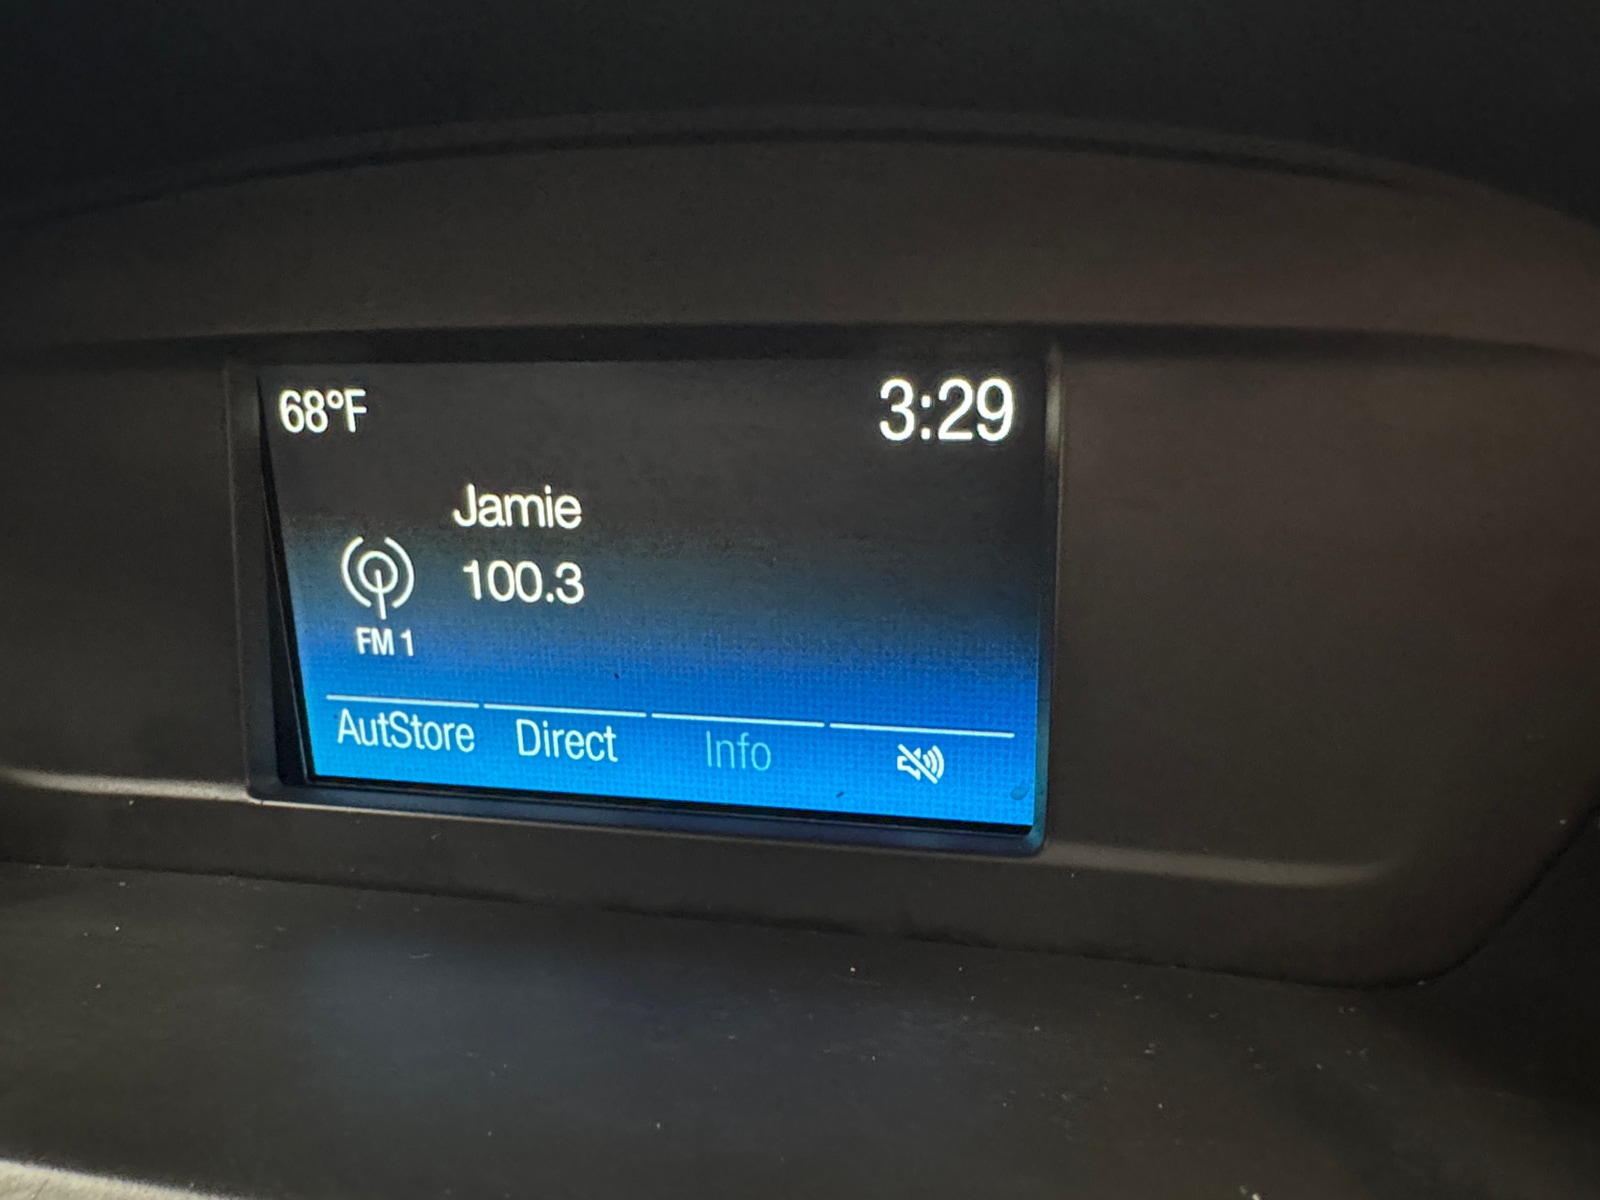 68°F 3:29
Jamie
100.3
FM 1
AutStore Direct Info